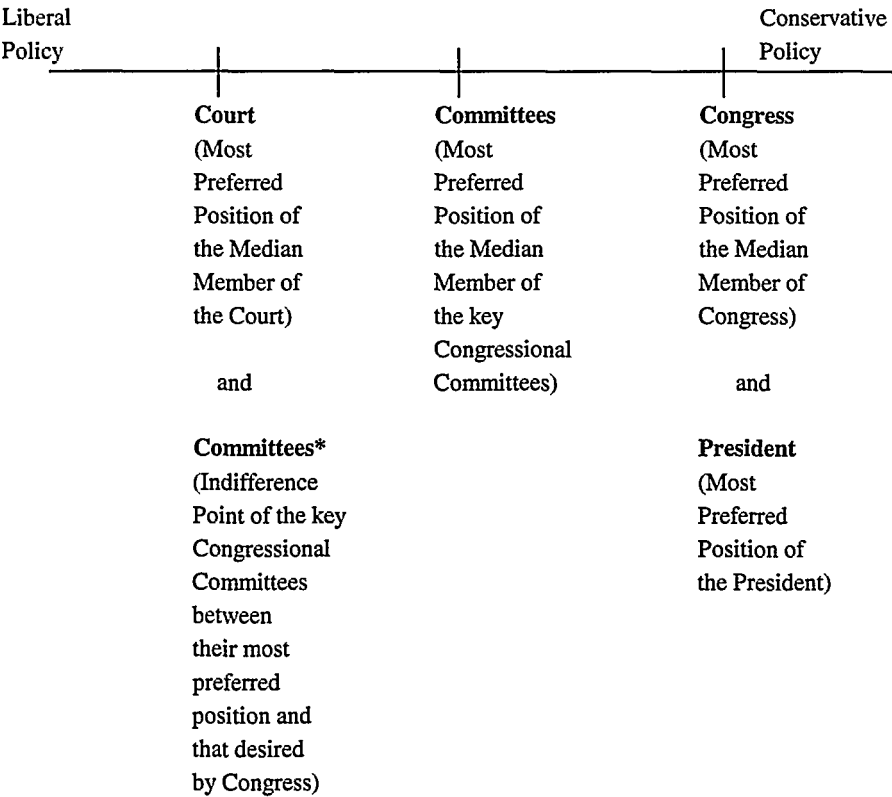 Liberal
Policy
Conservative
Policy
Court
(Most
Preferred
Position of
the Median
Member of
the Court)
and
Committees*
(Indifference
Point of the key
Congressional
Committees
between
their most
preferred
position and
that desired
by Congress)
Committees
(Most
Preferred
Position of
the Median
Member of
the key
Congressional
Committees)
Congress
(Most
Preferred
Position of
the Median
Member of
Congress)
and
President
(Most
Preferred
Position of
the President)